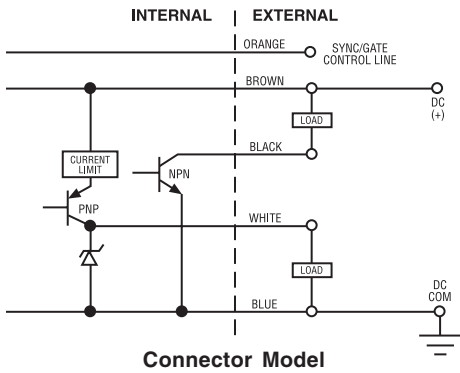 INTERNAL EXTERNAL
ORANGE
SYNC/GATE
CONTROL LINE
BROWN
DC
(+)
LOAD
BLACK
CURRENT
LIMIT
NPN
PNP
WHITE
LOAD
DC
COM
BLUE
Connector Model